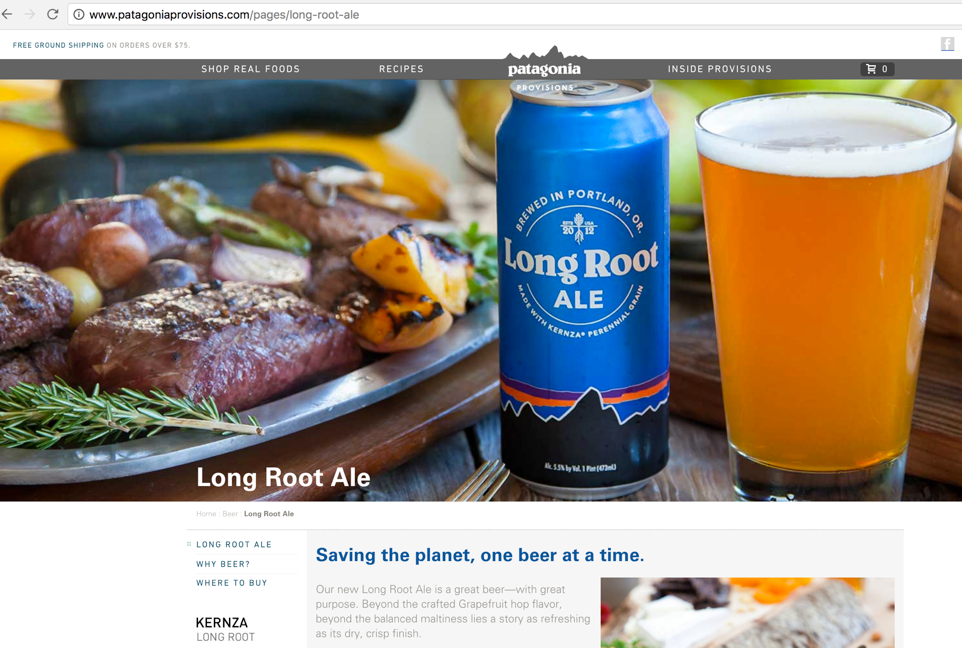 www.patagoniaprovisions.com/pages/long-root-ale
FREE GROUND SHIPPING ON ORDERS OVER $75.
f
SHOP REAL FOODS
RECIPES
patagonia
PROVISIONS
INSIDE PROVISIONS
0
BREWED IN PORTLAND, OR.
ESTD USA
20 12
Long Root
ALE
MADE WITH KERNZA® PERENNIAL GRAIN
Alc. 5.5% by Vol. 1 Pint (473ml)
Long Root Ale
Home : Beer : Long Root Ale
LONG ROOT ALE
WHY BEER?
WHERE TO BUY
KERNZA
LONG ROOT
Saving the planet, one beer at a time.
Our new Long Root Ale is a great beer—with great
purpose. Beyond the crafted Grapefruit hop flavor,
beyond the balanced maltiness lies a story as refreshing
as its dry, crisp finish.